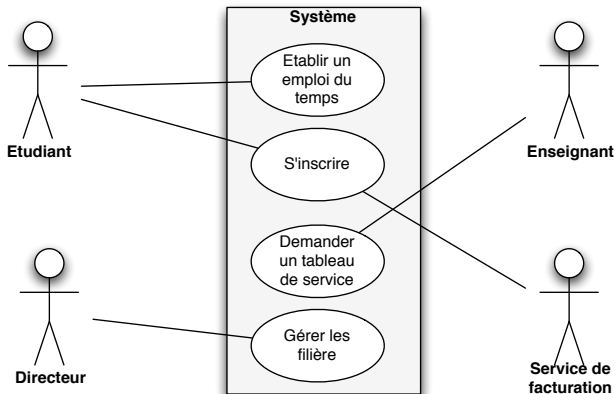 Système
Etablir un
emploi du
temps
Etudiant
Enseignant
S'inscrire
Demander
un tableau
de service
Gérer les
filière
Directeur
Service de
facturation